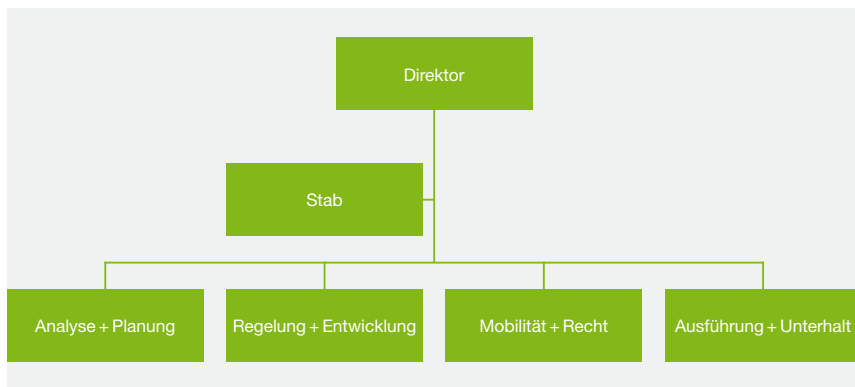 Direktor
Stab
Analyse + Planung
Regelung + Entwicklung
Mobilität + Recht
Ausführung + Unterhalt